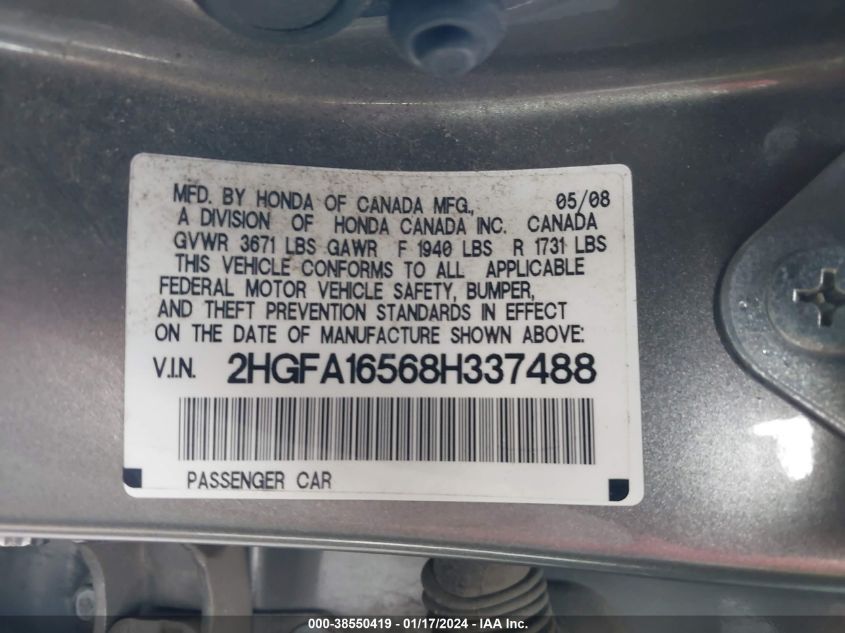 MFD. BY HONDA OF CANADA MFG., 05/08
A DIVISION OF HONDA CANADA INC. CANADA
GVWR 3671 LBS GAWR F 1940 LBS R 1731 LBS
THIS VEHICLE CONFORMS TO ALL APPLICABLE
FEDERAL MOTOR VEHICLE SAFETY, BUMPER,
AND THEFT PREVENTION STANDARDS IN EFFECT
ON THE DATE OF MANUFACTURE SHOWN ABOVE:
V.I.N. 2HGFA16568H337488
PASSENGER CAR
000-38550419 - 01/17/2024 - IAAI.COM